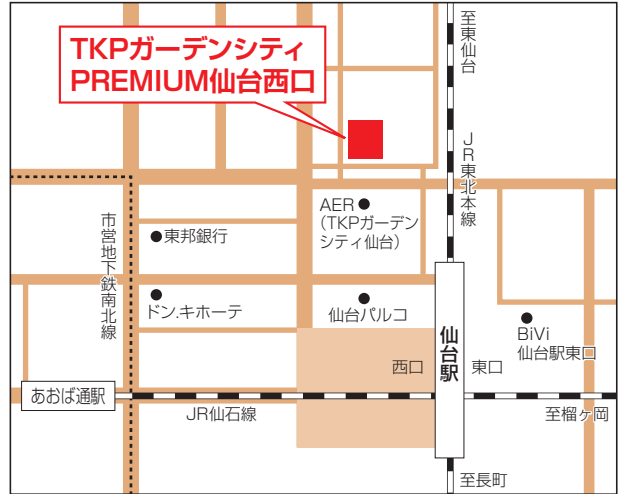 TKPガーデンシティ
PREMIUM仙台西口
至東仙台
JR東北本線
AER
(TKPガーデン
シティ仙台)
市営地下鉄南北線
東邦銀行
ドン.キホーテ
仙台パルコ
BiVi
仙台駅東口
西口
仙台駅
東口
あおば通駅
JR仙石線
至榴ヶ岡
至長町